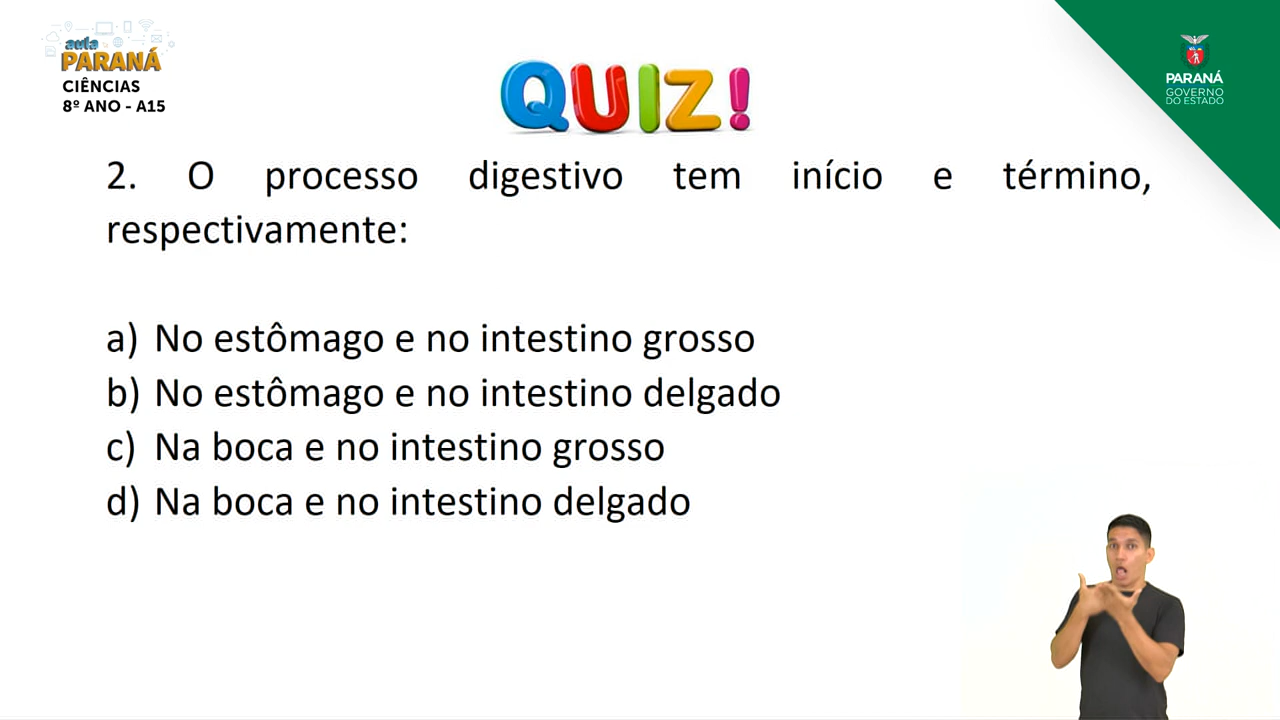 aula
PARANÁ
CIÊNCIAS
8º ANO - A15
QUIZ!
PARANÁ
GOVERNO
DO ESTADO
2. O processo digestivo tem início e término,
respectivamente:
a) No estômago e no intestino grosso
b) No estômago e no intestino delgado
c) Na boca e no intestino grosso
d) Na boca e no intestino delgado